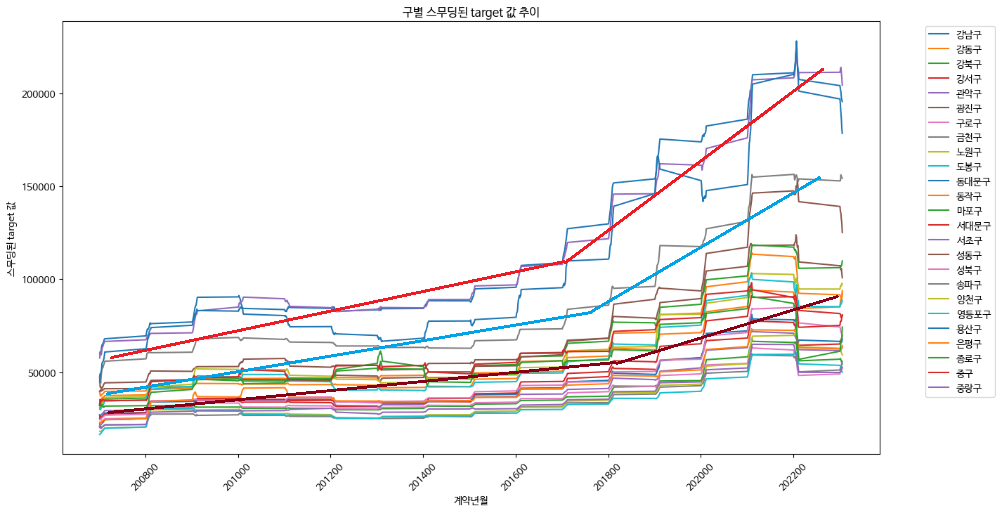 구별 스무딩된 target 값 추이
스무딩된 target 값
200000
150000
100000
50000
200800
201000
201200
201400
201600
201800
202000
202200
계약년월
강남구
강동구
강북구
강서구
관악구
광진구
구로구
금천구
노원구
도봉구
동대문구
동작구
마포구
서대문구
서초구
성동구
성북구
송파구
양천구
영등포구
용산구
은평구
종로구
중구
중랑구